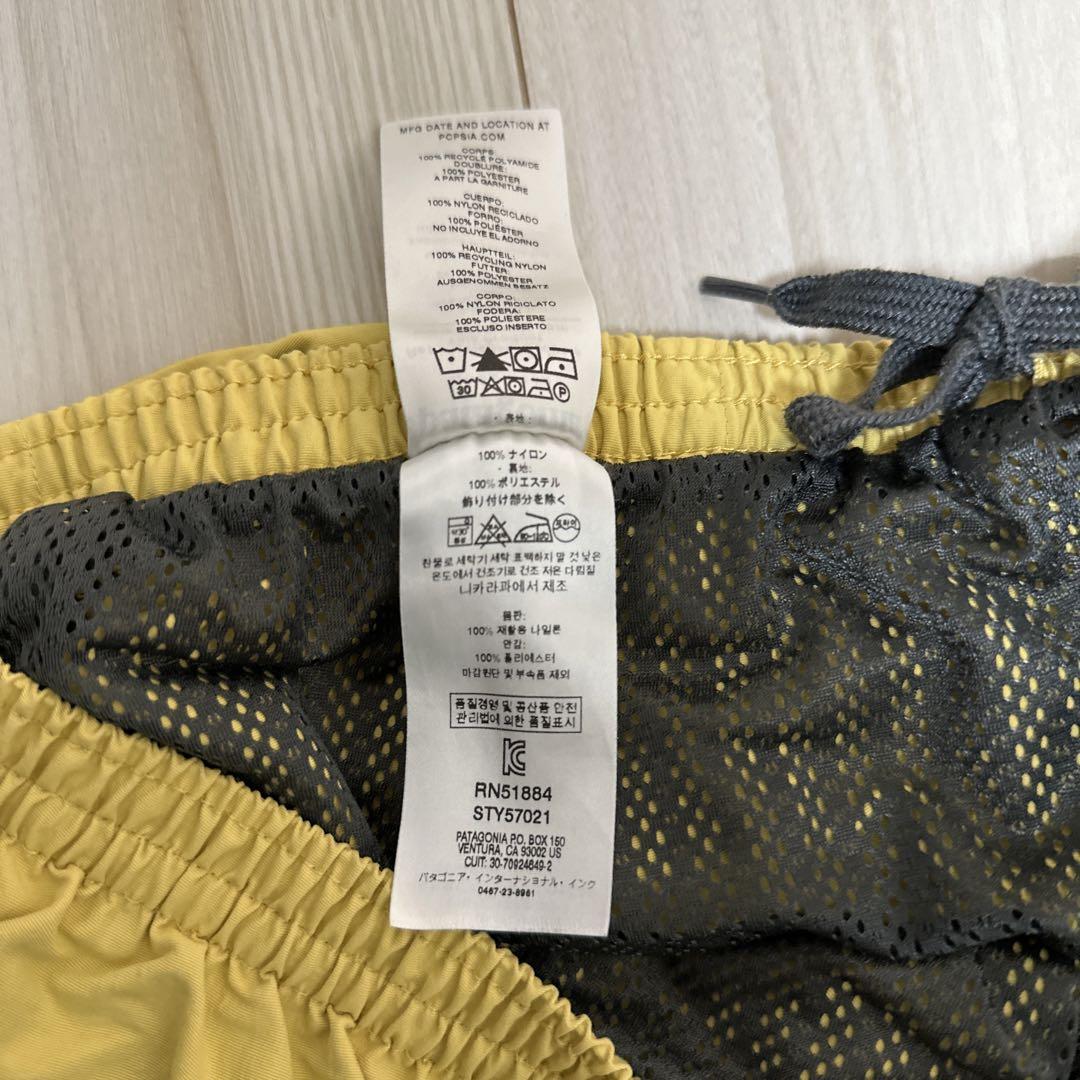 MFG DATE AND LOCATION AT
PCPSIA.COM
CORPS:
100% RECYCLÉ POLYAMIDE
DOUBLURE:
100% POLYESTER
A PART LA GARNITURE
CUERPO:
100% NYLON RECICLADO
FORRO:
100% POLIÉSTER
NO INCLUYE EL ADORNO
HAUPTTEIL:
100% RECYCLING NYLON
FUTTER:
100% POLYESTER
AUSGENOMMEN BESATZ
CORPO:
100% NYLON RICICLATO
FODERA:
100% POLIESTERE
ESCLUSO INSERTO
30 P
・表地:
100% ナイロン
・裏地:
100% ポリエステル
飾り付け部分を除く
찬물로 세탁기 세탁 표백하지 말 것 낮은
온도에서 건조기로 건조 저온 다림질
니카라과에서 제조
몸판:
100% 재활용 나일론
안감:
100% 폴리에스터
마감원단 및 부속품 제외
품질경영 및 공산품 안전
관리법에 의한 품질표시
RN51884
STY57021
PATAGONIA P.O. BOX 150
VENTURA, CA 93002 US
CUIT: 30-70924849-2
パタゴニア・インターナショナル・インク
0467-23-8961